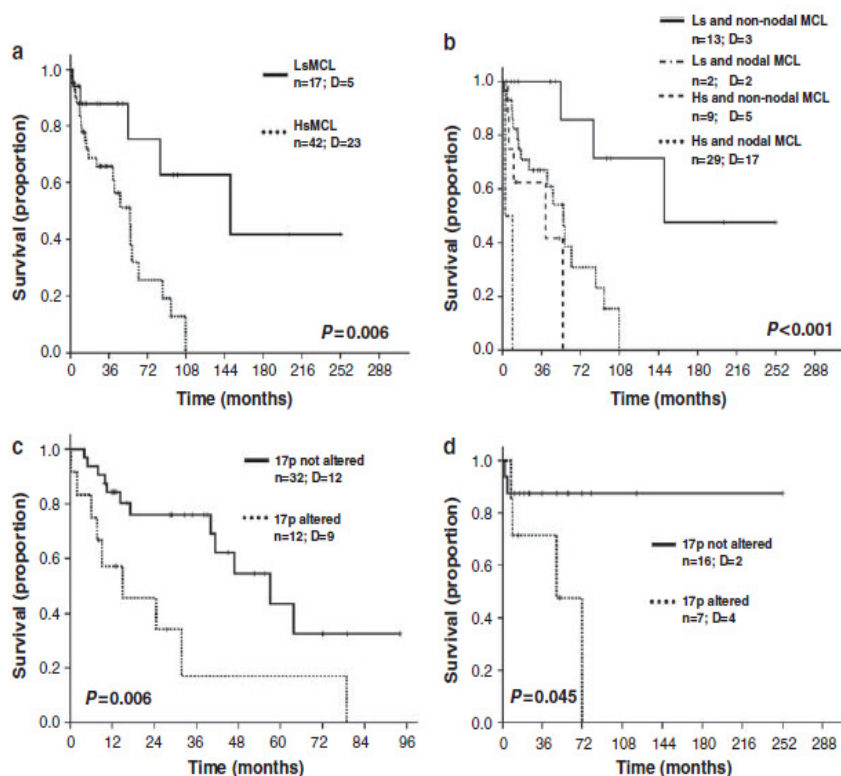 a
LsMCL
n=17; D=5
HsMCL
n=42; D=23
Survival (proportion)
1.0
0.8
0.6
0.4
0.2
0.0
P=0.006
0 36 72 108 144 180 216 252 288
Time (months)
b
Ls and non-nodal MCL
n=13; D=3
Ls and nodal MCL
n=2; D=2
Hs and non-nodal MCL
n=9; D=5
Hs and nodal MCL
n=29; D=17
Survival (proportion)
1.0
0.8
0.6
0.4
0.2
0.0
P<0.001
0 36 72 108 144 180 216 252 288
Time (months)
c
17p not altered
n=32; D=12
17p altered
n=12; D=9
Survival (proportion)
1.0
0.8
0.6
0.4
0.2
0.0
P=0.006
0 12 24 36 48 60 72 84 96
Time (months)
d
17p not altered
n=16; D=2
17p altered
n=7; D=4
Survival (proportion)
1.0
0.8
0.6
0.4
0.2
0.0
P=0.045
0 36 72 108 144 180 216 252 288
Time (months)